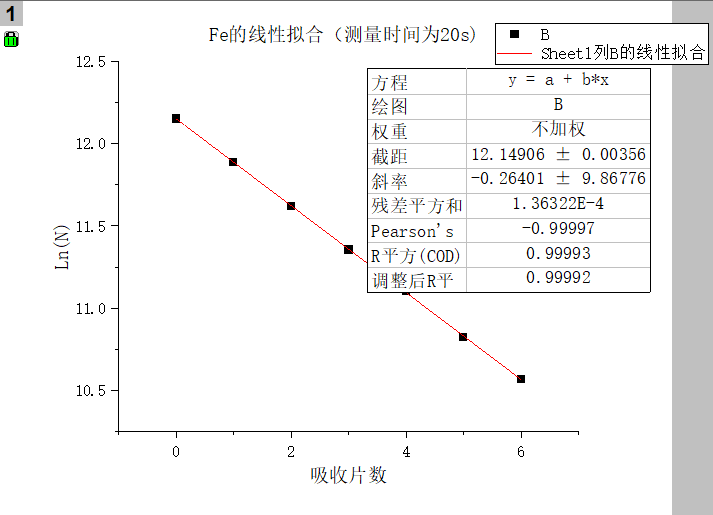 1
Fe的线性拟合（测量时间为20s）
B
Sheet1列B的线性拟合
方程 y = a + b*x
绘图 B
权重 不加权
截距 12.14906 ± 0.00356
斜率 -0.26401 ± 9.86776
残差平方和 1.36322E-4
Pearson's -0.99997
R平方(COD) 0.99993
调整后R平 0.99992
12.5
12.0
11.5
11.0
10.5
Ln(N)
0 2 4 6
吸收片数